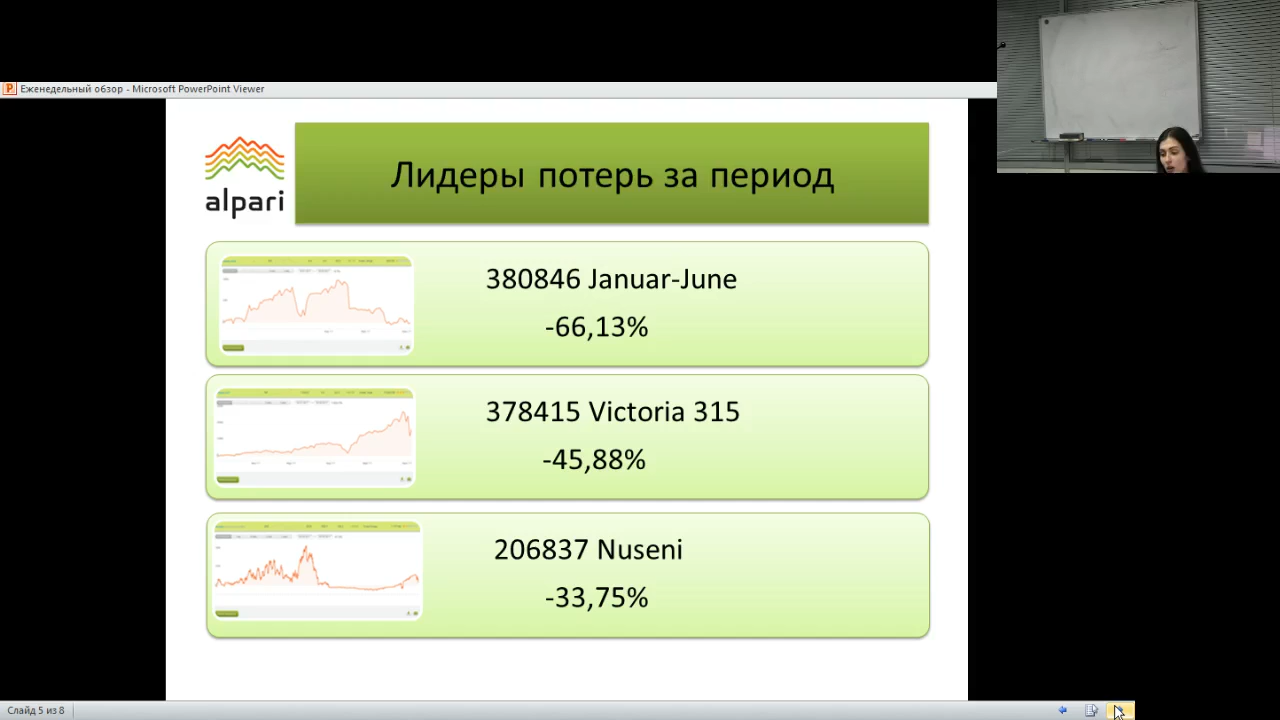 Еженедельный обзор - Microsoft PowerPoint Viewer
alpari
Лидеры потерь за период
380846 Januar-June
-66,13%
378415 Victoria 315
-45,88%
206837 Nuseni
-33,75%
Слайд 5 из 8